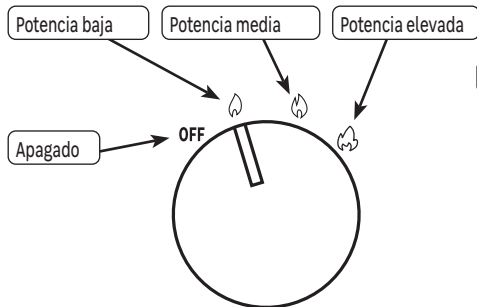 Potencia baja
Potencia media
Potencia elevada
OFF
Apagado